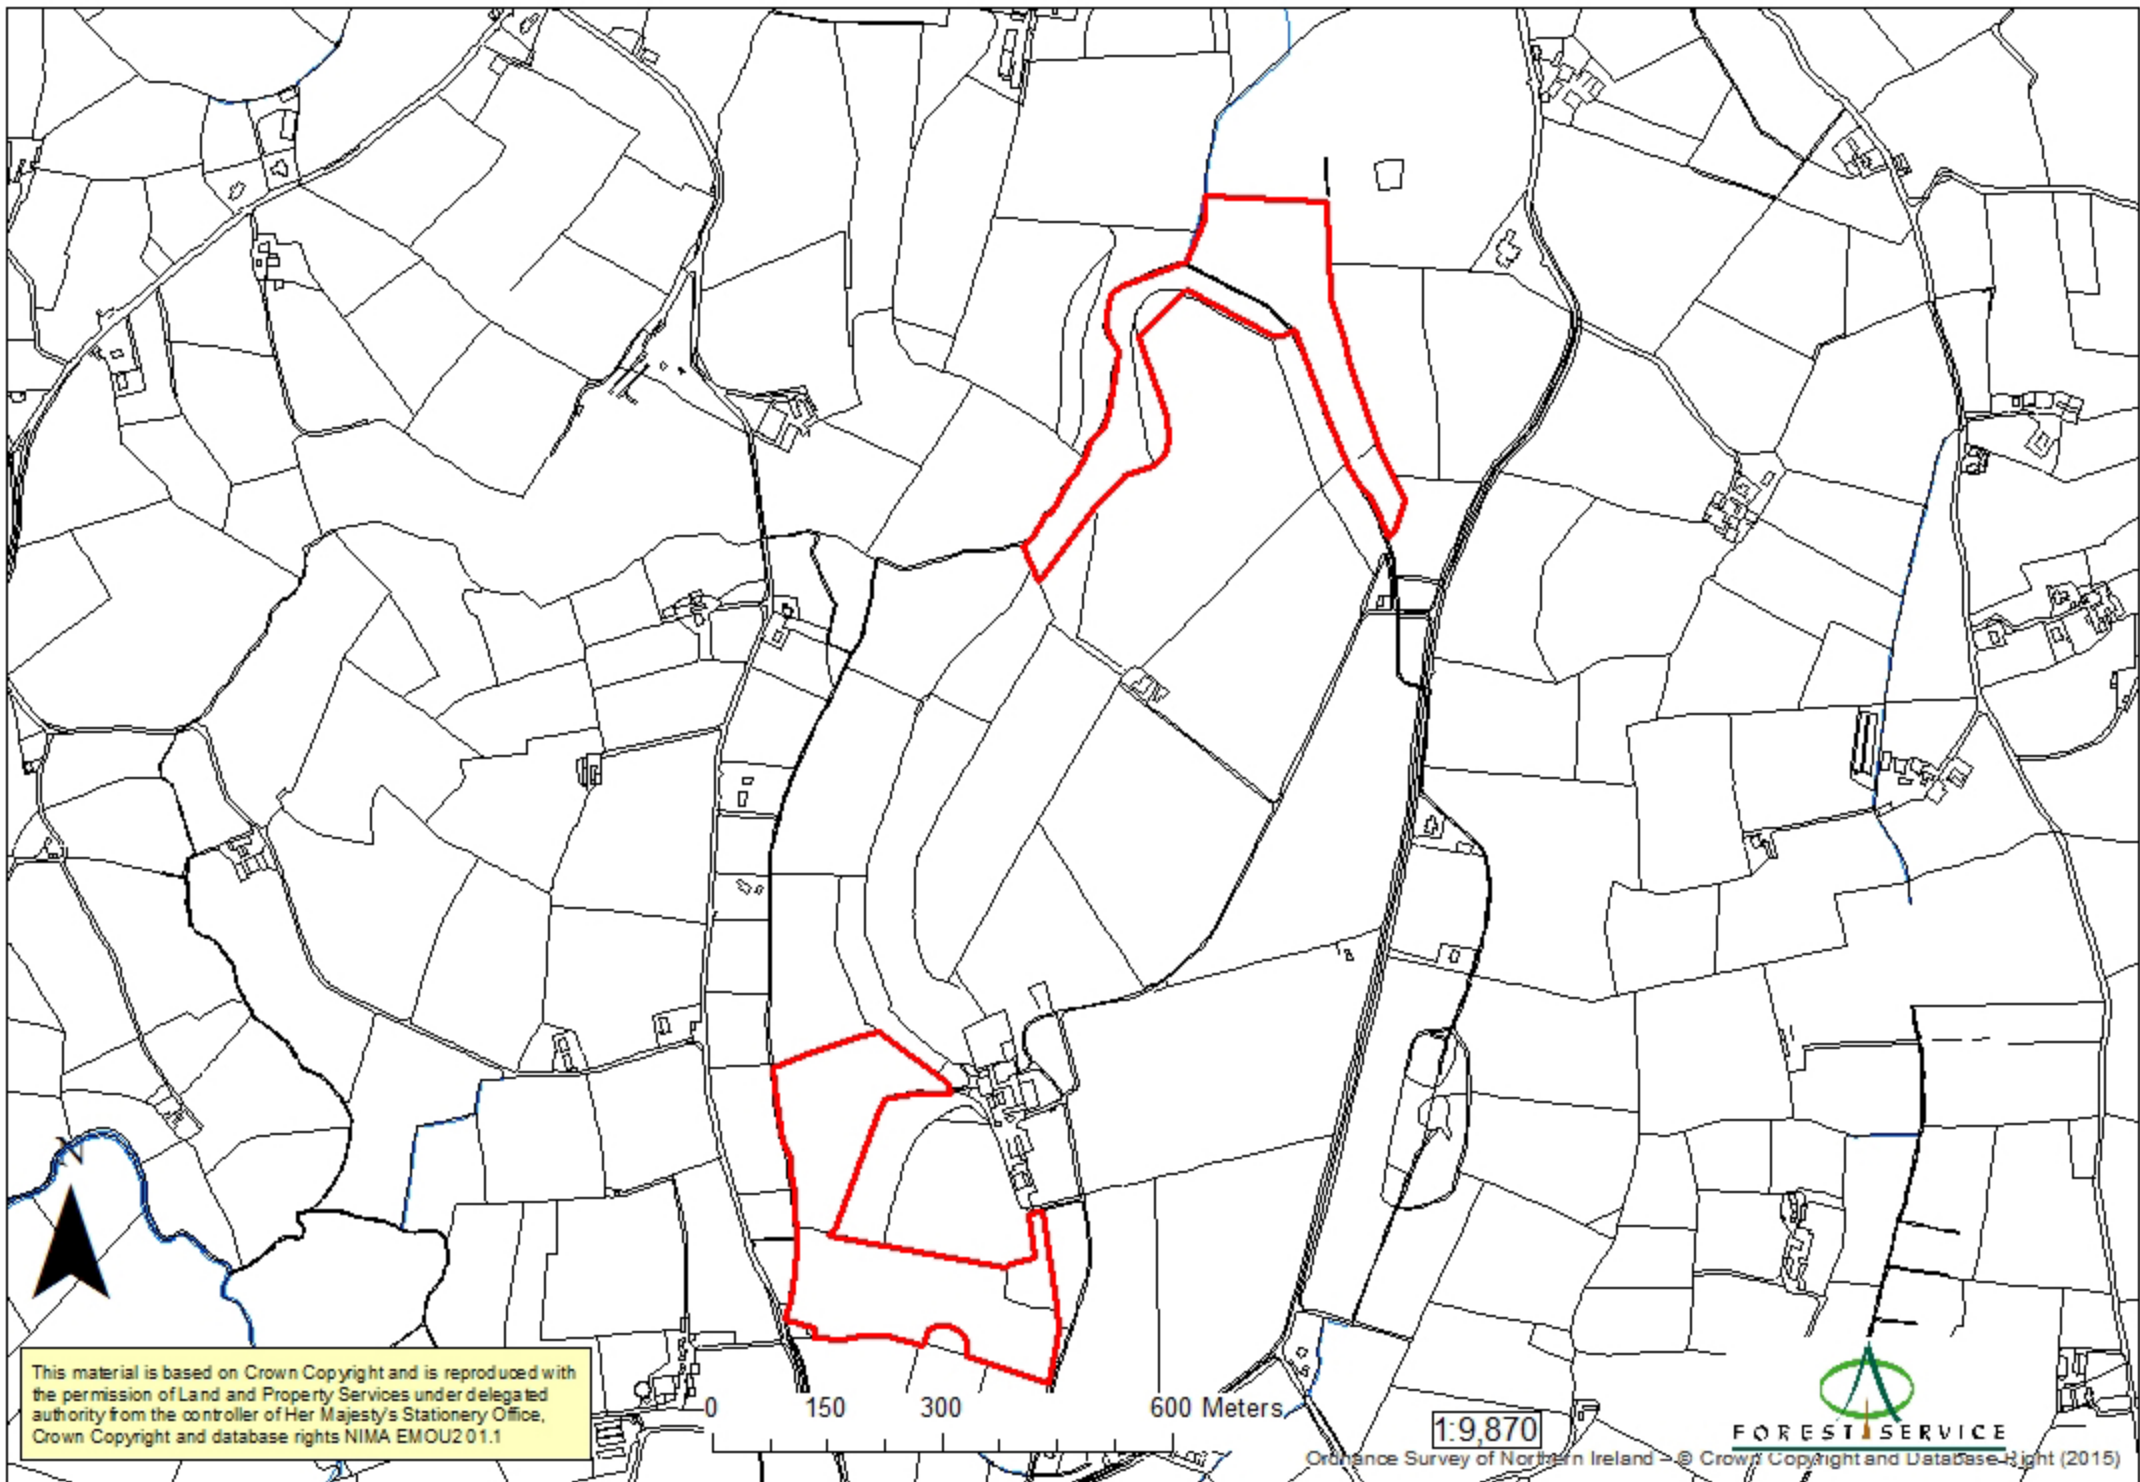 N
This material is based on Crown Copyright and is reproduced with
the permission of Land and Property Services under delegated
authority from the controller of Her Majesty's Stationery Office,
Crown Copyright and database rights NIMA EMOU2 01.1
0 150 300 600 Meters
1:9,870
FOREST SERVICE
Ordnance Survey of Northern Ireland - © Crown Copyright and Database Right (2015)